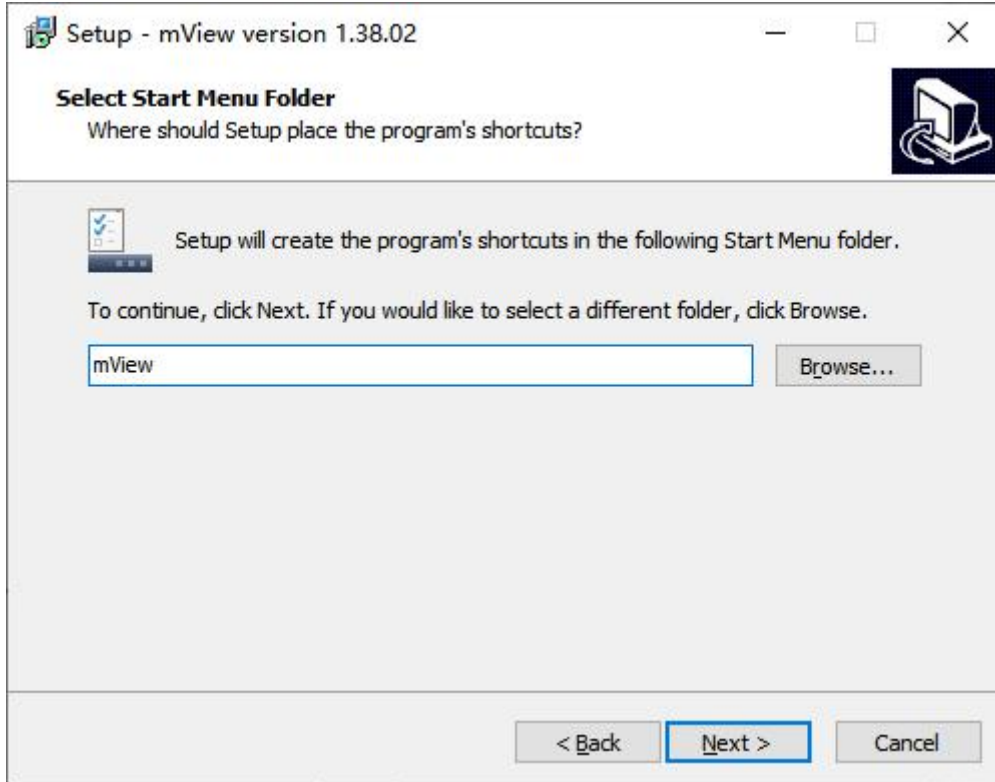 Setup - mView version 1.38.02
Select Start Menu Folder
Where should Setup place the program's shortcuts?
Setup will create the program's shortcuts in the following Start Menu folder.
To continue, click Next. If you would like to select a different folder, click Browse.
mView
Browse...
< Back
Next >
Cancel